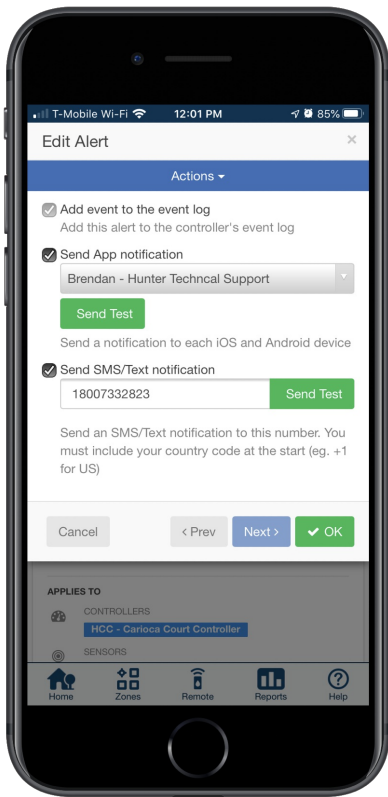 T-Mobile Wi-Fi 12:01 PM 85%
Edit Alert ×
Actions
Add event to the event log
Add this alert to the controller's event log
Send App notification
Brendan - Hunter Techncal Support
Send Test
Send a notification to each iOS and Android device
Send SMS/Text notification
18007332823 Send Test
Send an SMS/Text notification to this number. You
must include your country code at the start (eg. +1
for US)
Cancel < Prev Next > OK
APPLIES TO
CONTROLLERS
HCC - Carioca Court Controller
SENSORS
Home Zones Remote Reports Help